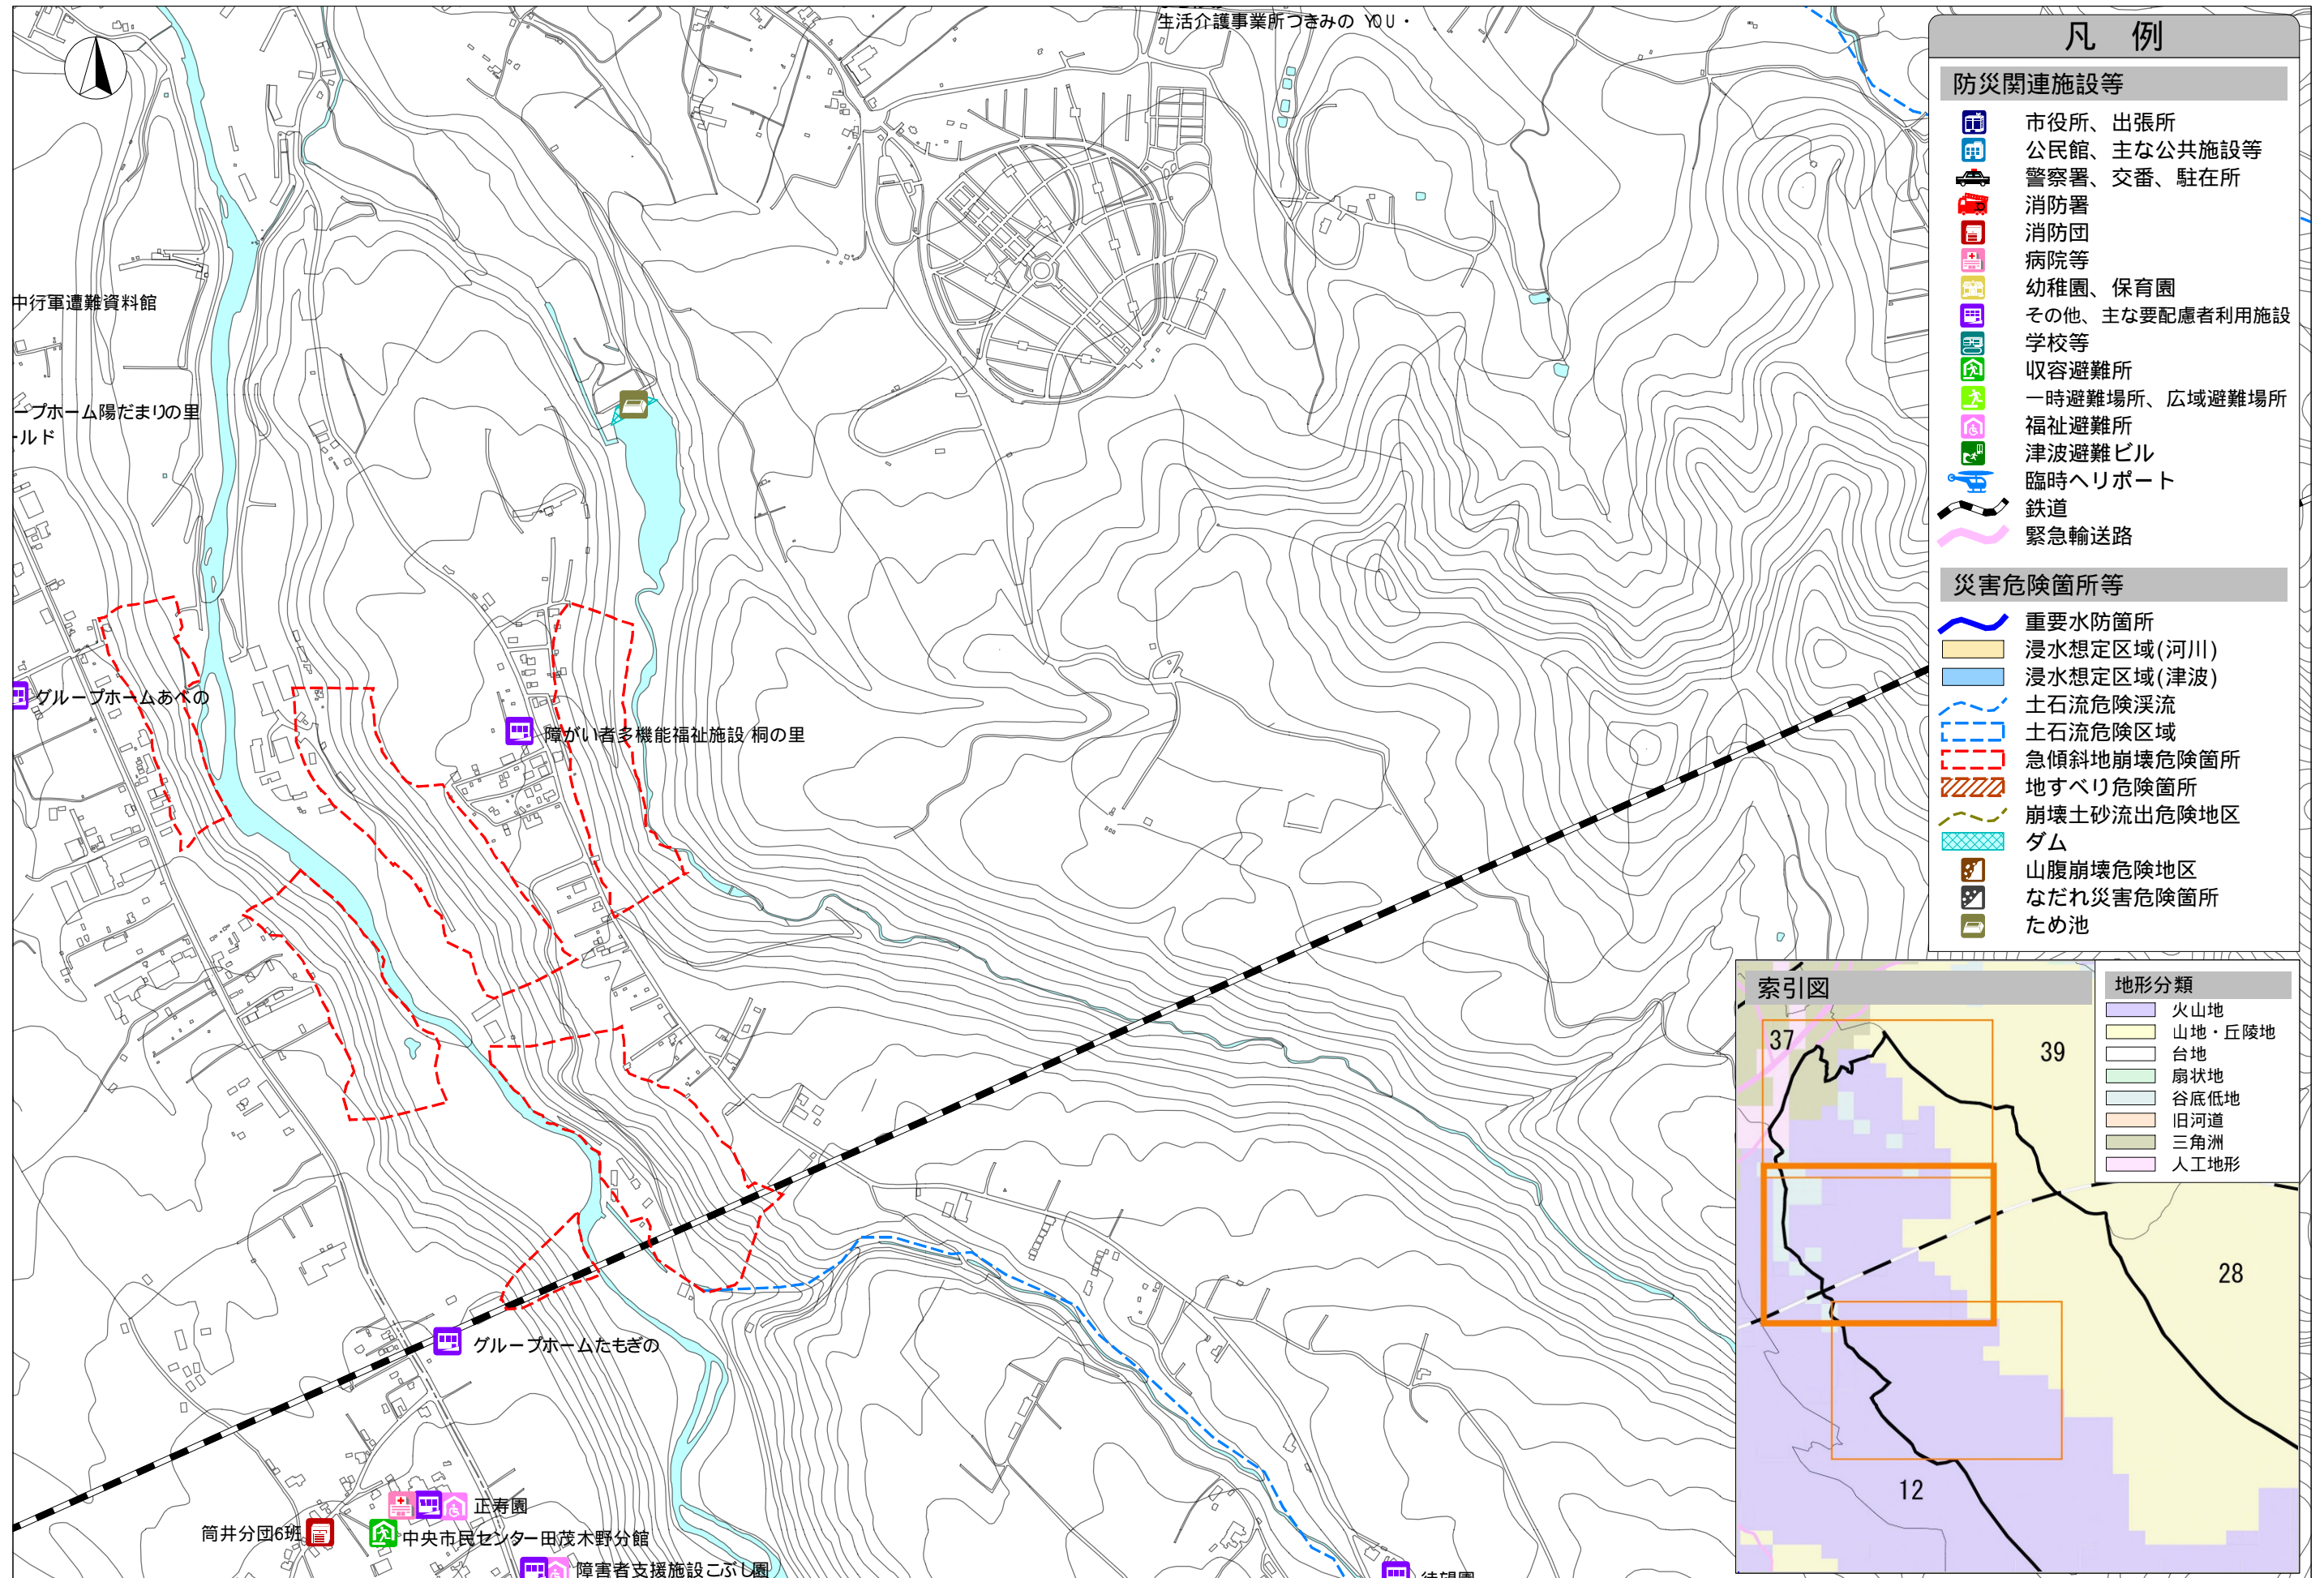 生活介護事業所つきみの YOU・
中行軍遭難資料館
ープホーム陽だまりの里
ールド
グループホームあべの
障がい者多機能福祉施設 桐の里
グループホームたもぎの
正寿園
筒井分団6班
中央市民センター田茂木野分館
障害者支援施設こぶし園
凡 例
防災関連施設等
市役所、出張所
公民館、主な公共施設等
警察署、交番、駐在所
消防署
消防団
病院等
幼稚園、保育園
その他、主な要配慮者利用施設
学校等
収容避難所
一時避難場所、広域避難場所
福祉避難所
津波避難ビル
臨時ヘリポート
鉄道
緊急輸送路
災害危険箇所等
重要水防箇所
浸水想定区域(河川)
浸水想定区域(津波)
土石流危険渓流
土石流危険区域
急傾斜地崩壊危険箇所
地すべり危険箇所
崩壊土砂流出危険地区
ダム
山腹崩壊危険地区
なだれ災害危険箇所
ため池
索引図
37
39
28
12
地形分類
火山地
山地・丘陵地
台地
扇状地
谷底低地
旧河道
三角洲
人工地形